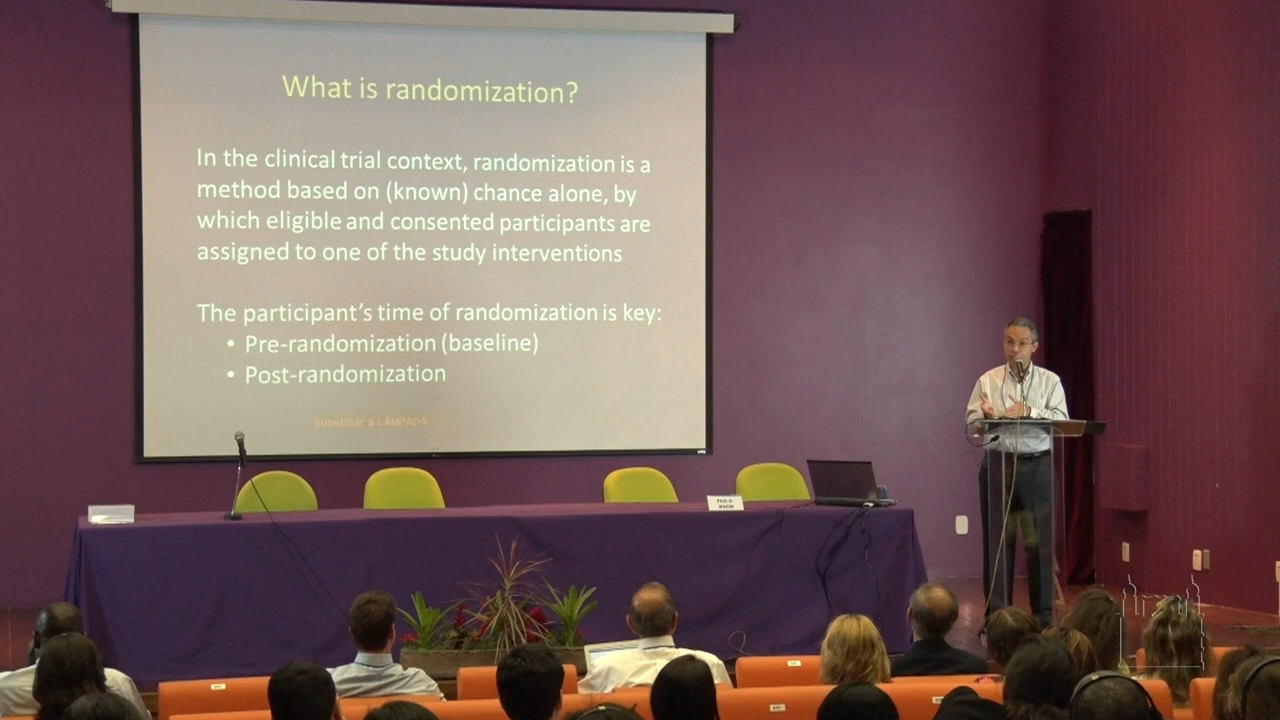 What is randomization?
In the clinical trial context, randomization is a
method based on (known) chance alone, by
which eligible and consented participants are
assigned to one of the study interventions
The participant's time of randomization is key:
• Pre-randomization (baseline)
• Post-randomization
Substituir a LÂMPADA